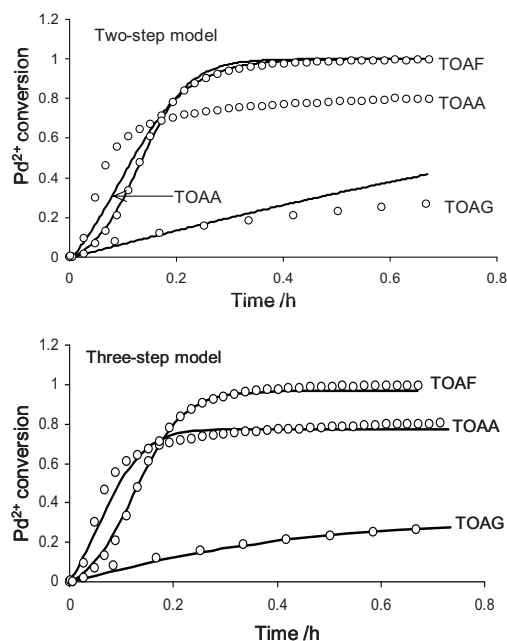 Two-step model
Pd2+ conversion
1.2
1
0.8
0.6
0.4
0.2
0
TOAF
TOAA
TOAA
TOAG
0
0.2
0.4
0.6
0.8
Time /h
Three-step model
Pd2+ conversion
1.2
1
0.8
0.6
0.4
0.2
0
TOAF
TOAA
TOAG
0
0.2
0.4
0.6
0.8
Time /h